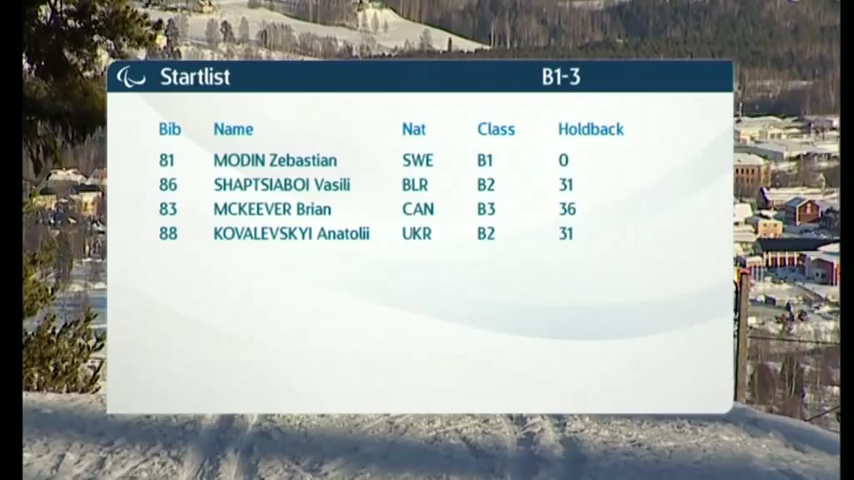 Startlist B1-3
Bib Name Nat Class Holdback
81 MODIN Zebastian SWE B1 0
86 SHAPTSIABOI Vasili BLR B2 31
83 MCKEEVER Brian CAN B3 36
88 KOVALEVSKYI Anatolii UKR B2 31